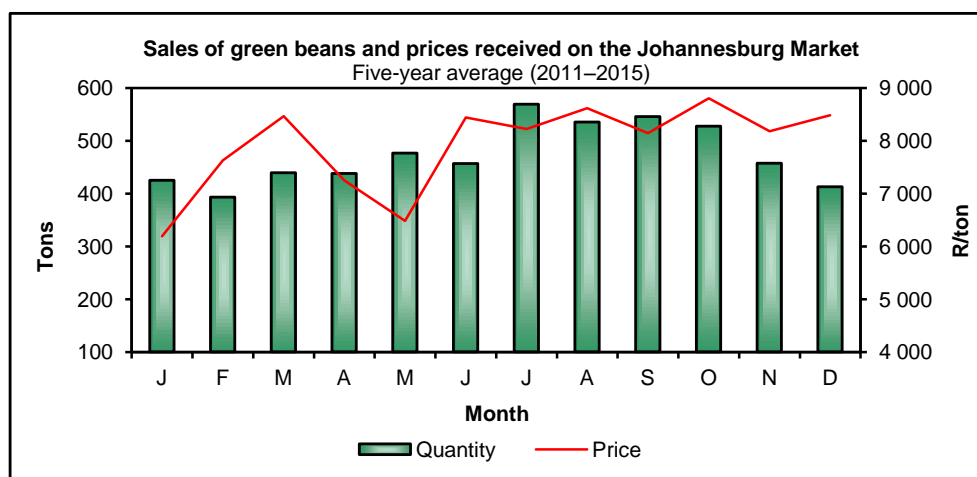 Sales of green beans and prices received on the Johannesburg Market
Five-year average (2011–2015)
600
500
400
300
200
100
Tons
9 000
8 000
7 000
6 000
5 000
4 000
R/ton
J F M A M J J A S O N D
Month
Quantity Price